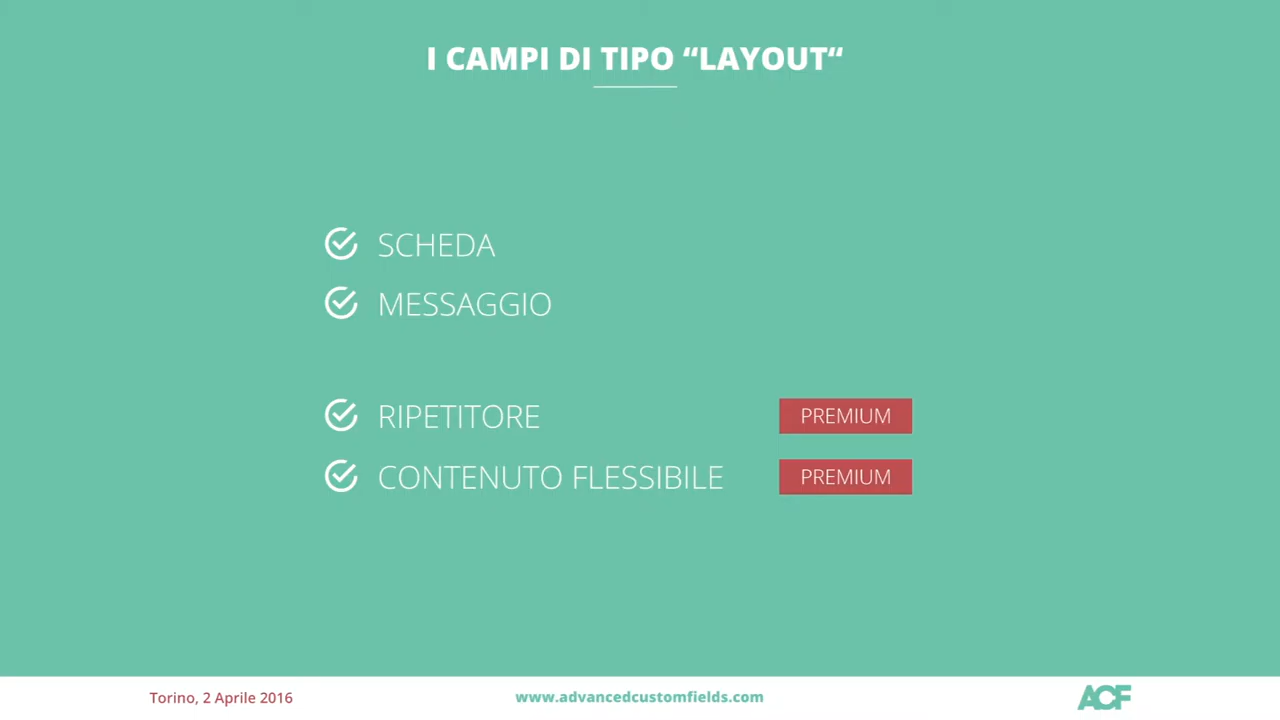 I CAMPI DI TIPO “LAYOUT“
SCHEDA
MESSAGGIO
RIPETITORE PREMIUM
CONTENUTO FLESSIBILE PREMIUM
Torino, 2 Aprile 2016 www.advancedcustomfields.com ACF